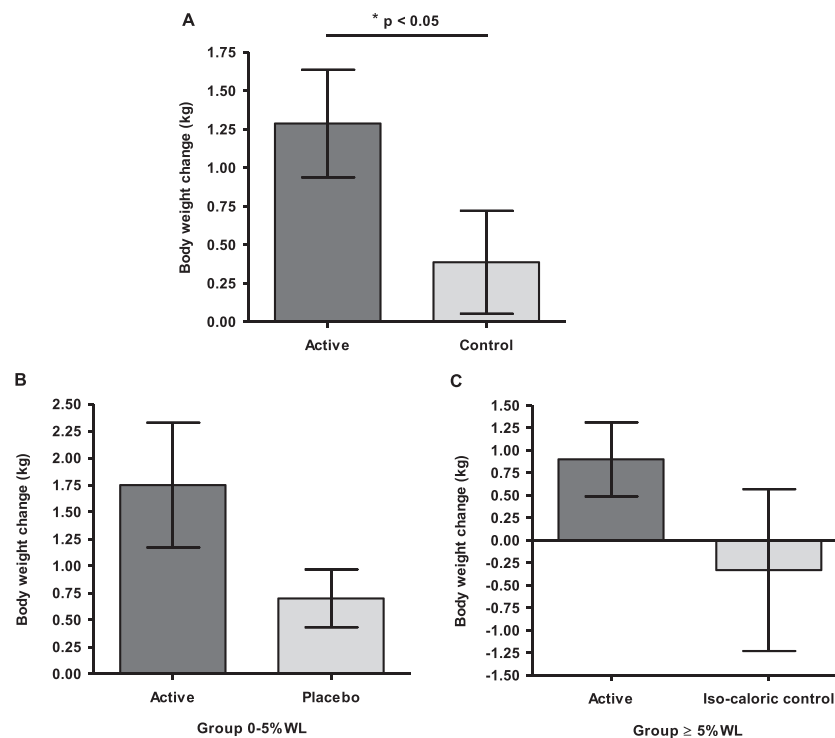 A
* p < 0.05
Body weight change (kg)
1.75
1.50
1.25
1.00
0.75
0.50
0.25
0.00
Active Control
B
Body weight change (kg)
2.50
2.25
2.00
1.75
1.50
1.25
1.00
0.75
0.50
0.25
0.00
Active Placebo
Group 0-5%WL
C
Body weight change (kg)
1.50
1.25
1.00
0.75
0.50
0.25
0.00
-0.25
-0.50
-0.75
-1.00
-1.25
-1.50
Active Iso-caloric control
Group ≥ 5%WL